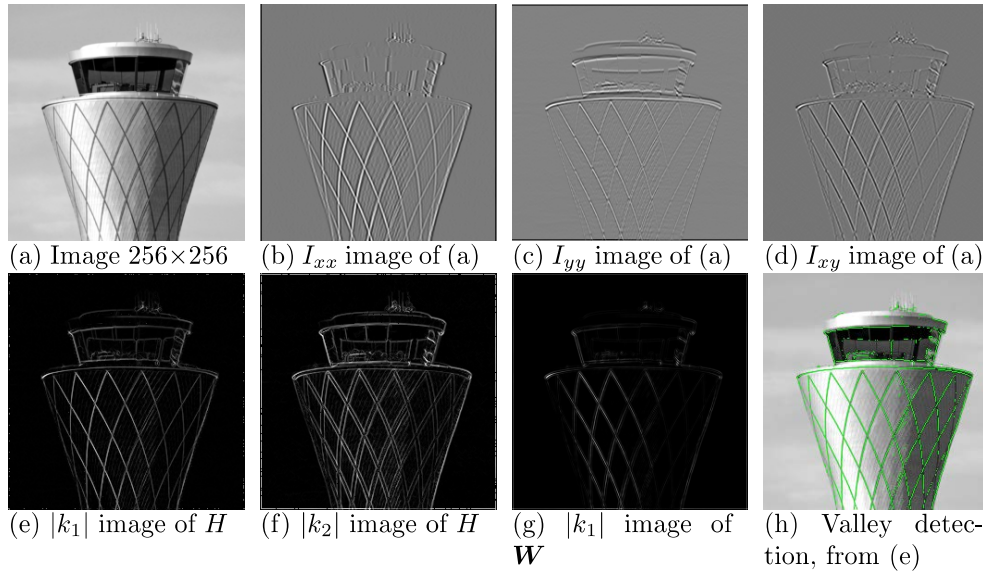 (a) Image 256×256
(b) I_xx image of (a)
(c) I_yy image of (a)
(d) I_xy image of (a)
(e) |k_1| image of H
(f) |k_2| image of H
(g) |k_1| image of
W
(h) Valley detec-
tion, from (e)